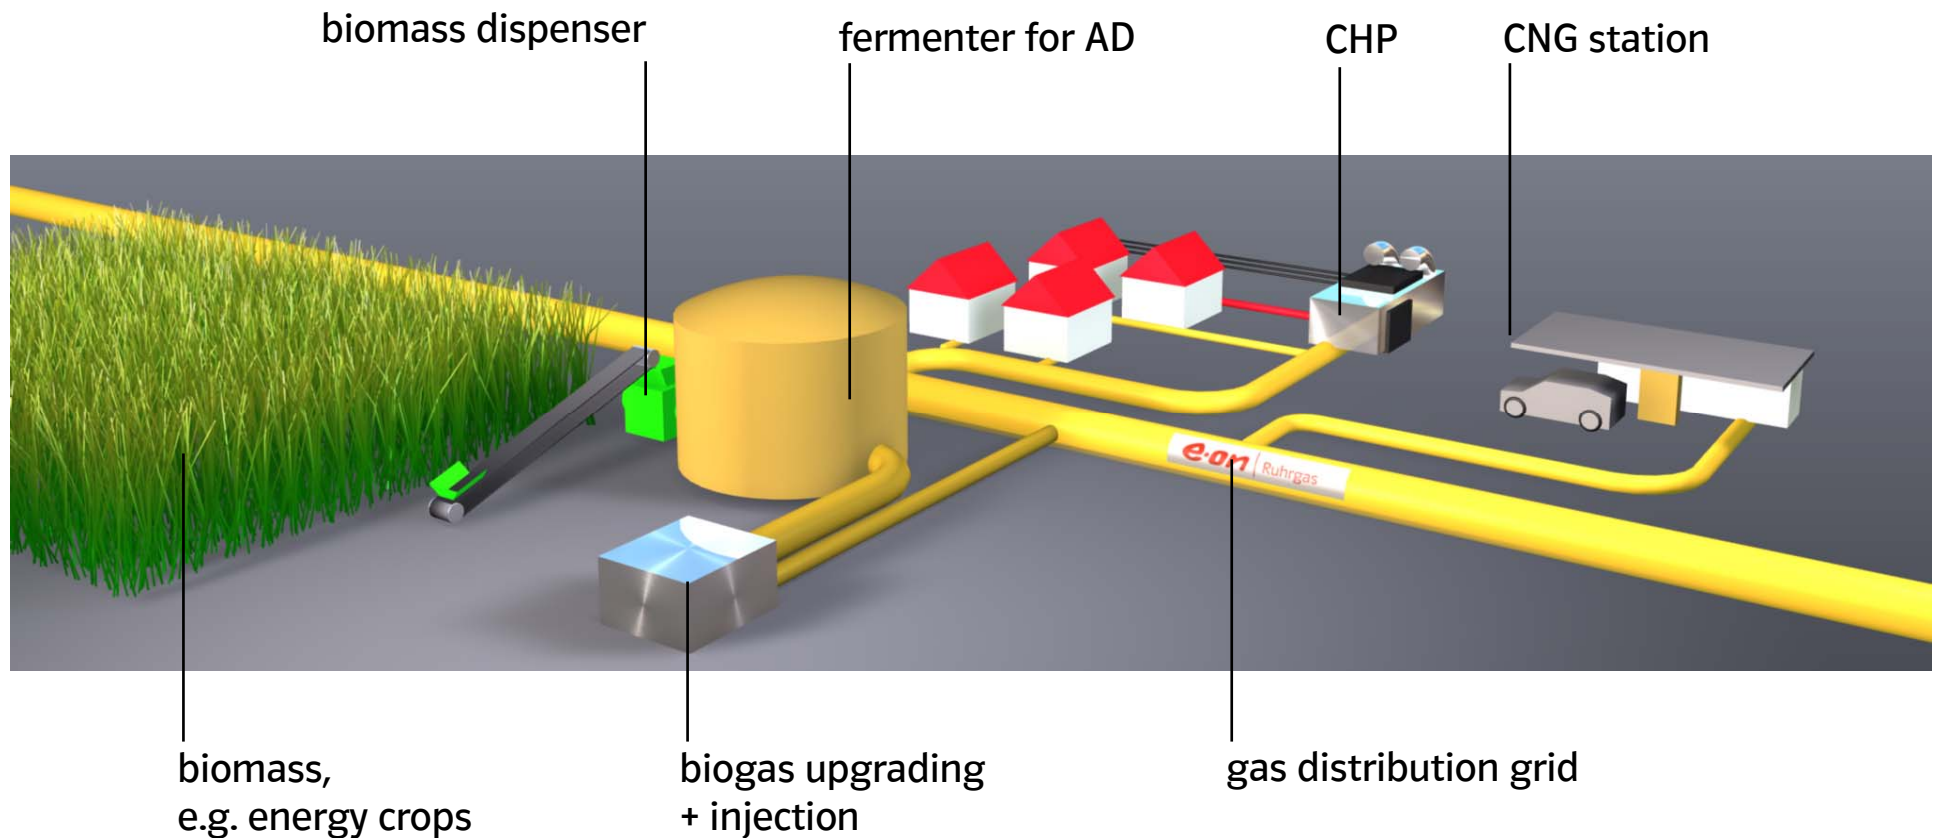 biomass dispenser
fermenter for AD
CHP
CNG station
e·on | Ruhrgas
biomass,
e.g. energy crops
biogas upgrading
+ injection
gas distribution grid